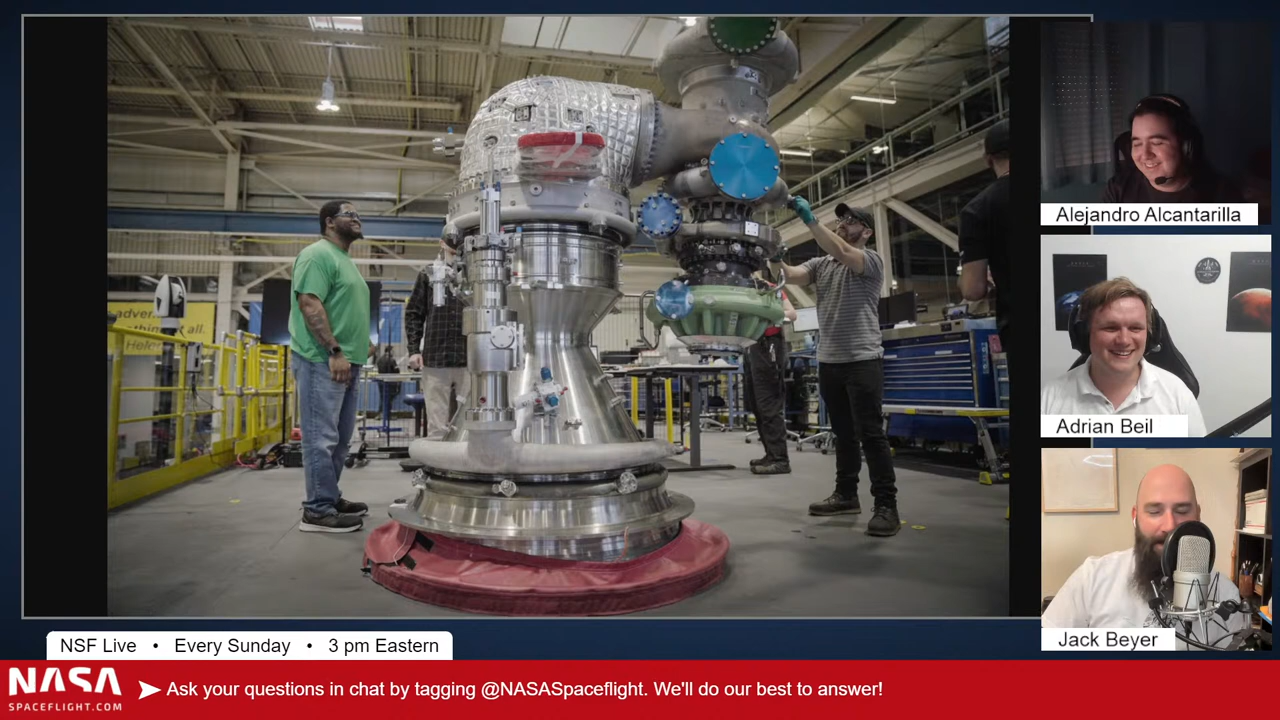 Alejandro Alcantarilla
Adrian Beil
Jack Beyer
NSF Live • Every Sunday • 3 pm Eastern
NASA
SPACEFLIGHT.COM
Ask your questions in chat by tagging @NASASpaceflight. We'll do our best to answer!